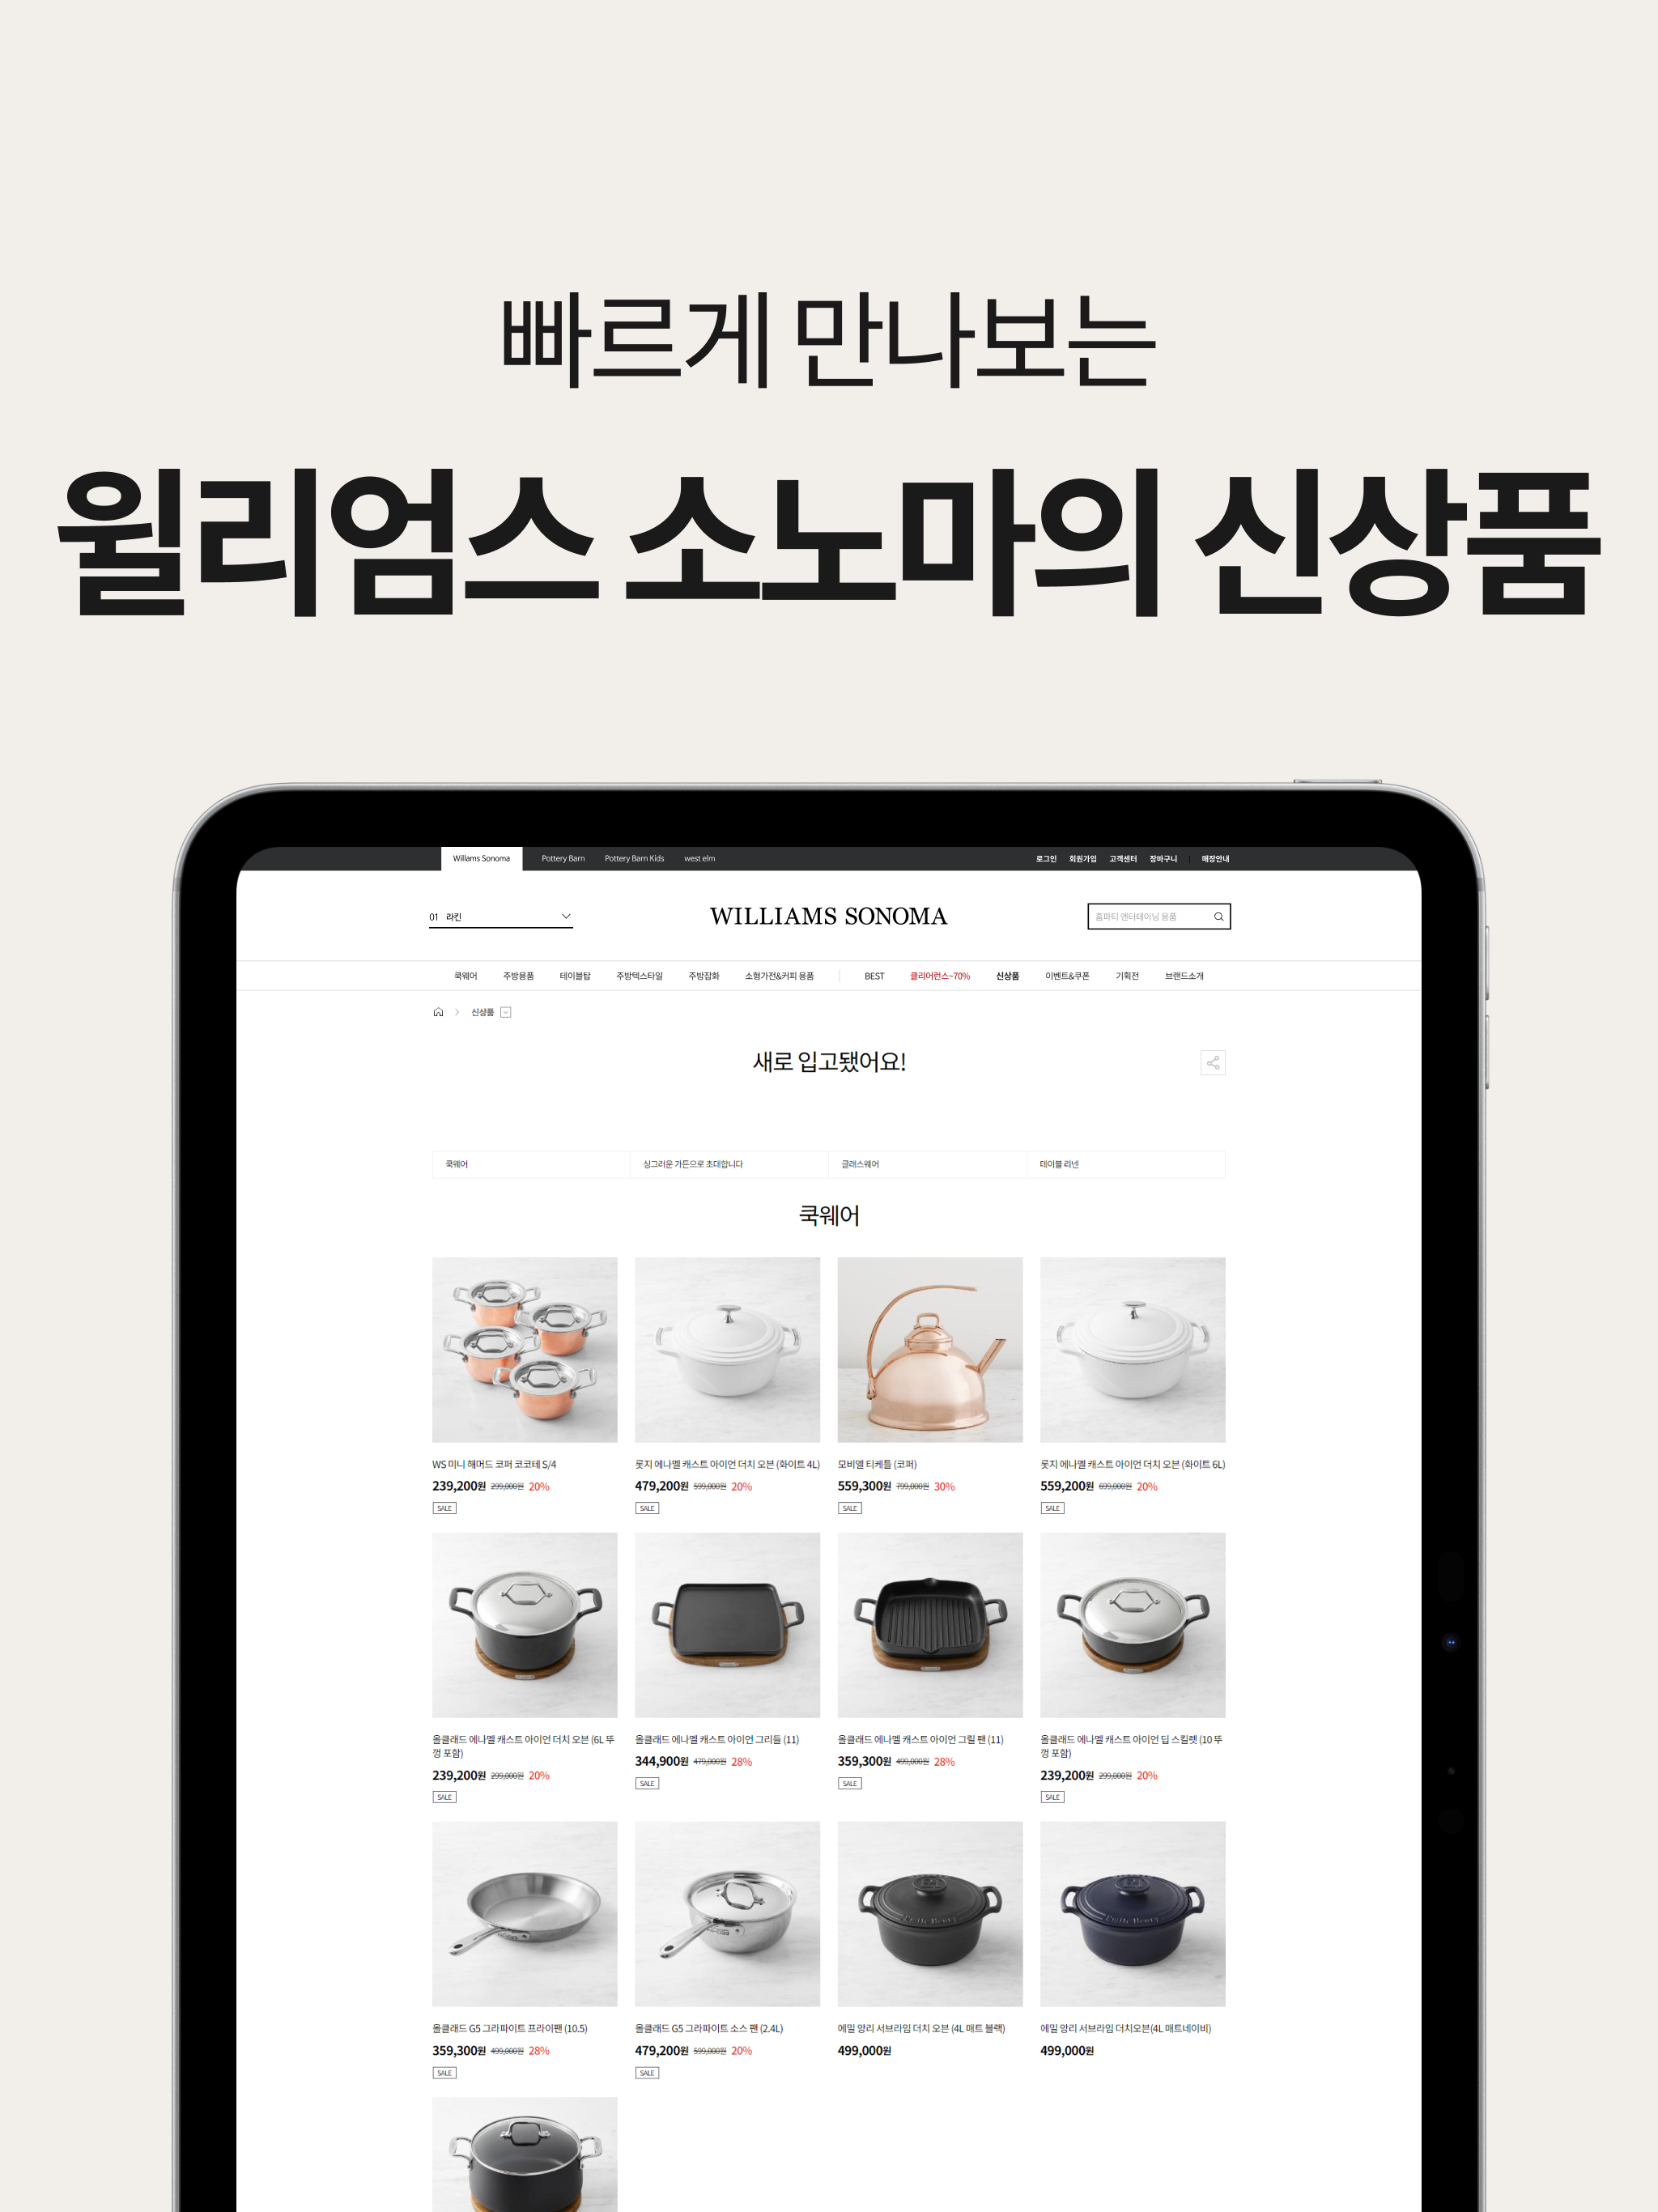 빠르게 만나보는
윌리엄스 소노마의 신상품
Willams Sonoma Pottery Barn Pottery Barn Kids west elm 로그인 회원가입 고객센터 장바구니 매장안내
01 라킨 WILLIAMS SONOMA 홈파티 엔터테이닝 용품
쿡웨어 주방용품 테이블탑 주방텍스타일 주방잡화 소형가전&커피 용품 BEST 클리어런스~70% 신상품 이벤트&쿠폰 기획전 브랜드소개
신상품
새로 입고됐어요!
쿡웨어 싱그러운 가든으로 초대합니다 글래스웨어 테이블 리넨
쿡웨어
WS 미니 해머드 코퍼 코코테 S/4
239,200원 299,000원 20%
SALE
롯지 에나멜 캐스트 아이언 더치 오븐 (화이트 4L)
479,200원 599,000원 20%
SALE
모비엘 티케틀 (코퍼)
559,300원 799,000원 30%
SALE
롯지 에나멜 캐스트 아이언 더치 오븐 (화이트 6L)
559,200원 699,000원 20%
SALE
올클래드 에나멜 캐스트 아이언 더치 오븐 (6L 뚜
껑 포함)
239,200원 299,000원 20%
SALE
올클래드 에나멜 캐스트 아이언 그리들 (11)
344,900원 479,000원 28%
SALE
올클래드 에나멜 캐스트 아이언 그릴 팬 (11)
359,300원 499,000원 28%
SALE
올클래드 에나멜 캐스트 아이언 딥 스킬렛 (10 뚜
껑 포함)
239,200원 299,000원 20%
SALE
올클래드 G5 그라파이트 프라이팬 (10.5)
359,300원 499,000원 28%
SALE
올클래드 G5 그라파이트 소스 팬 (2.4L)
479,200원 599,000원 20%
SALE
에밀 앙리 서브라임 더치 오븐 (4L 매트 블랙)
499,000원
에밀 앙리 서브라임 더치오븐(4L 매트네이비)
499,000원